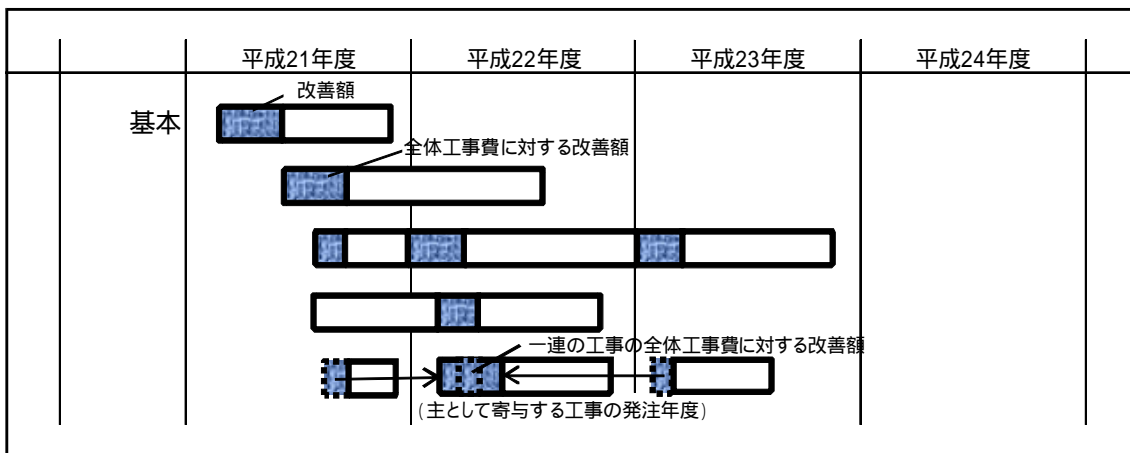 平成21年度 平成22年度 平成23年度 平成24年度
改善額
基本
全体工事費に対する改善額
一連の工事の全体工事費に対する改善額
(主として寄与する工事の発注年度)